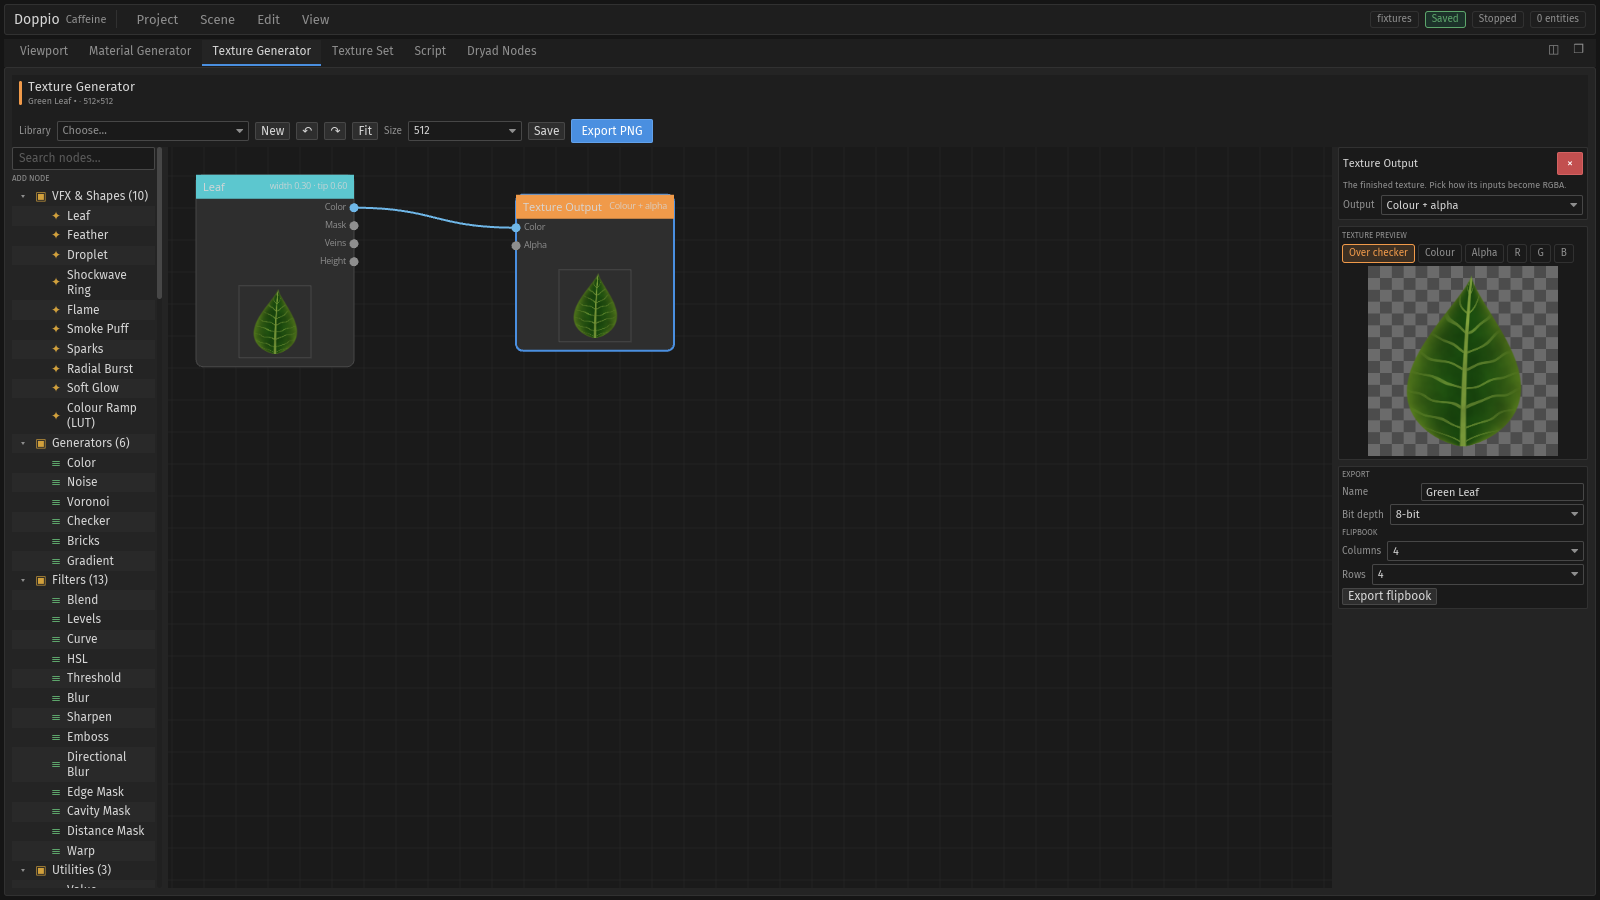 Doppio Caffeine Project Scene Edit View fixtures Saved Stopped 0 entities
Viewport Material Generator Texture Generator Texture Set Script Dryad Nodes
Texture Generator
Green Leaf • · 512×512
Library Choose... New ↶ ↷ Fit Size 512 Save Export PNG
Search nodes...
ADD NODE
VFX & Shapes (10)
Leaf
Feather
Droplet
Shockwave
Ring
Flame
Smoke Puff
Sparks
Radial Burst
Soft Glow
Colour Ramp
(LUT)
Generators (6)
Color
Noise
Voronoi
Checker
Bricks
Gradient
Filters (13)
Blend
Levels
Curve
HSL
Threshold
Blur
Sharpen
Emboss
Directional
Blur
Edge Mask
Cavity Mask
Distance Mask
Warp
Utilities (3)
Leaf width 0.30 · tip 0.60
Color
Mask
Veins
Height
Texture Output Colour + alpha
Color
Alpha
Texture Output ×
The finished texture. Pick how its inputs become RGBA.
Output Colour + alpha
TEXTURE PREVIEW
Over checker Colour Alpha R G B
EXPORT
Name Green Leaf
Bit depth 8-bit
FLIPBOOK
Columns 4
Rows 4
Export flipbook